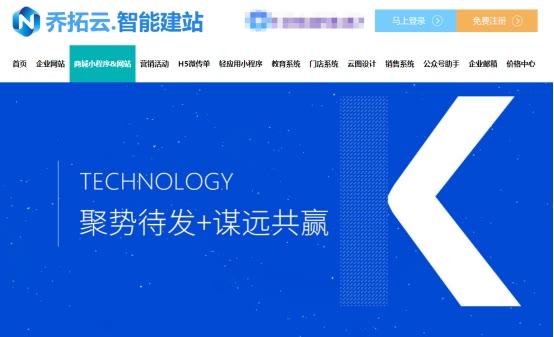 乔拓云.智能建站
马上登录
免费注册
首页 企业网站 商城小程序&网站 营销活动 H5微传单 轻应用小程序 教育系统 门店系统 云图设计 销售系统 公众号助手 企业邮箱 价格中心
TECHNOLOGY
聚势待发+谋远共赢